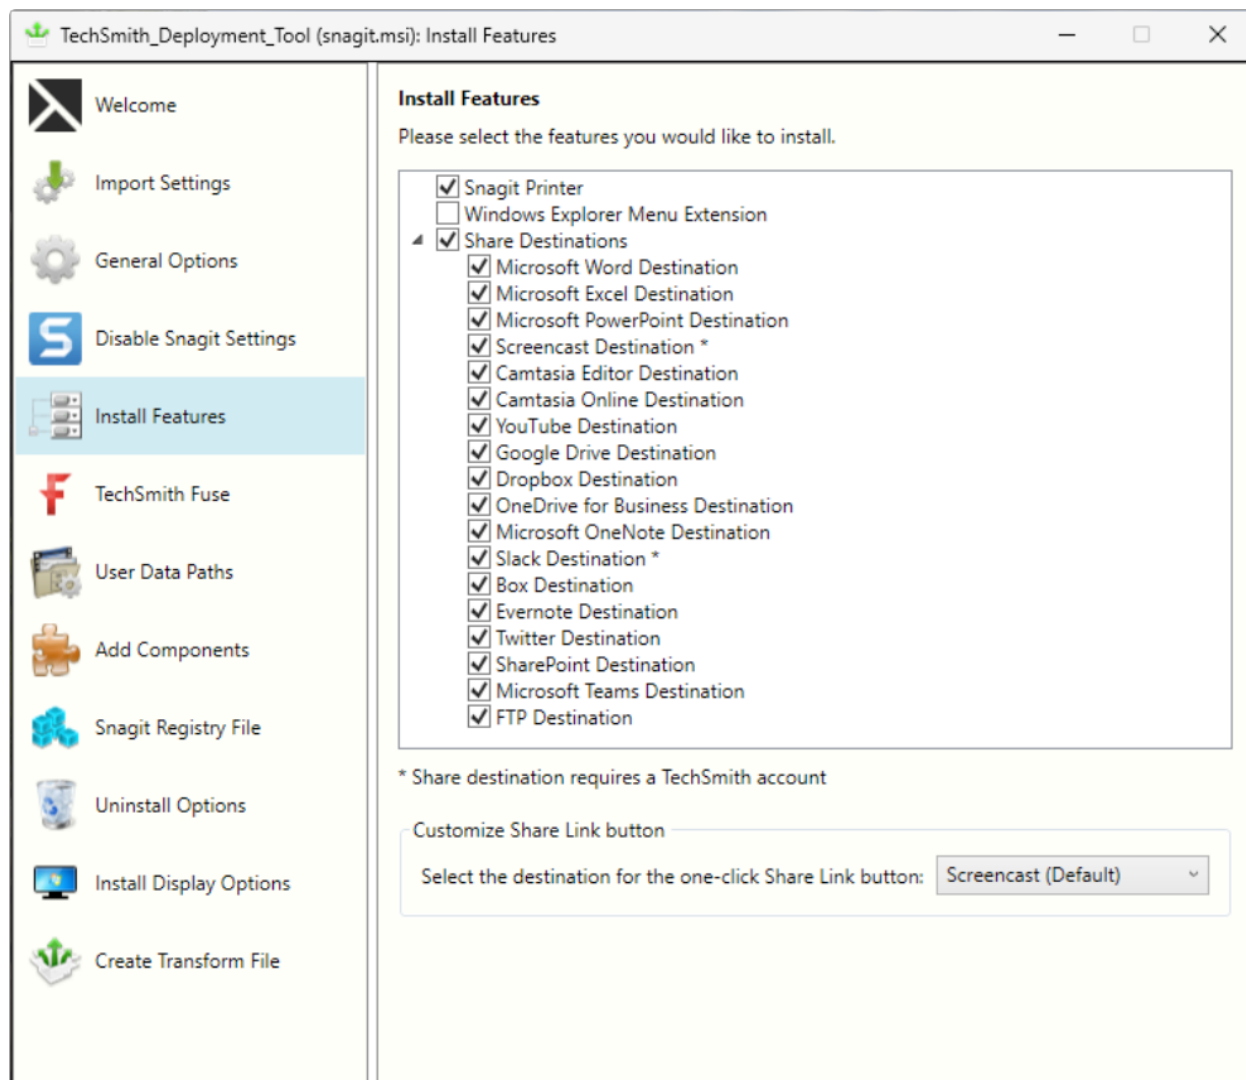 TechSmith_Deployment_Tool (snagit.msi): Install Features
Welcome
Import Settings
General Options
Disable Snagit Settings
Install Features
TechSmith Fuse
User Data Paths
Add Components
Snagit Registry File
Uninstall Options
Install Display Options
Create Transform File
Install Features
Please select the features you would like to install.
Snagit Printer
Windows Explorer Menu Extension
Share Destinations
Microsoft Word Destination
Microsoft Excel Destination
Microsoft PowerPoint Destination
Screencast Destination *
Camtasia Editor Destination
Camtasia Online Destination
YouTube Destination
Google Drive Destination
Dropbox Destination
OneDrive for Business Destination
Microsoft OneNote Destination
Slack Destination *
Box Destination
Evernote Destination
Twitter Destination
SharePoint Destination
Microsoft Teams Destination
FTP Destination
* Share destination requires a TechSmith account
Customize Share Link button
Select the destination for the one-click Share Link button: Screencast (Default)